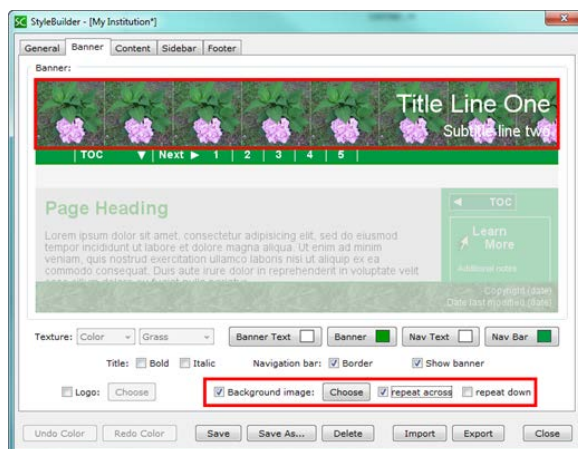 SC StyleBuilder - [My Institution*]
General Banner Content Sidebar Footer
Banner:
Title Line One
Subtitle line two
TOC ▼ Next ▶ 1 2 3 4 5
◀ TOC
Page Heading
Learn More
Lorem ipsum dolor sit amet, consectetur adipisicing elit, sed do eiusmod
tempor incididunt ut labore et dolore magna aliqua. Ut enim ad minim
veniam, quis nostrud exercitation ullamco laboris nisi ut aliquip ex ea
commodo consequat. Duis aute irure dolor in reprehenderit in voluptate velit
Additional notes
Copyright (date)
Date last modified (date)
Texture: Color Grass Banner Text Banner Nav Text Nav Bar
Title: Bold Italic Navigation bar: Border Show banner
Logo: Choose Background image: Choose repeat across repeat down
Undo Color Redo Color Save Save As... Delete Import Export Close